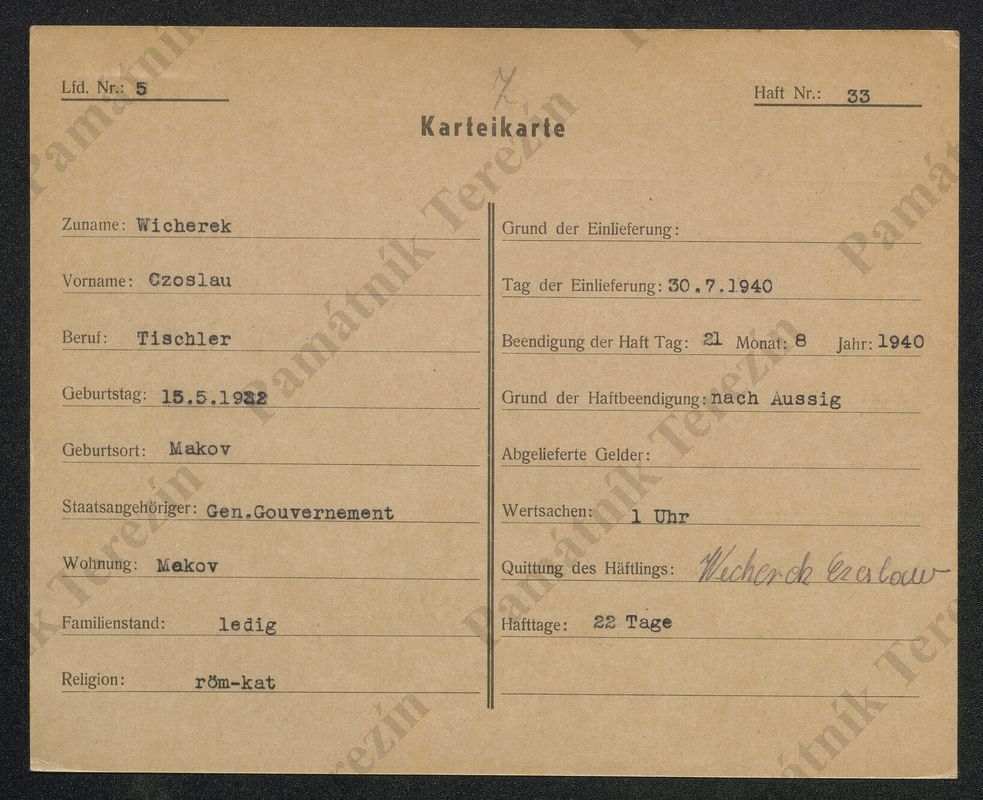 Lfd. Nr.: 5
Haft Nr.: 33
Karteikarte
Zuname: Wicherek
Vorname: Czoslau
Beruf: Tischler
Geburtstag: 15.5.1922
Geburtsort: Makov
Staatsangehöriger: Gen.Gouvernement
Wohnung: Makov
Familienstand: ledig
Religion: röm-kat
Grund der Einlieferung:
Tag der Einlieferung: 30.7.1940
Beendigung der Haft Tag: 21 Monat: 8 Jahr: 1940
Grund der Haftbeendigung: nach Aussig
Abgelieferte Gelder:
Wertsachen: 1 Uhr
Quittung des Häftlings: Wicherek Czeslaw
Hafttage: 22 Tage
Památník Terezín